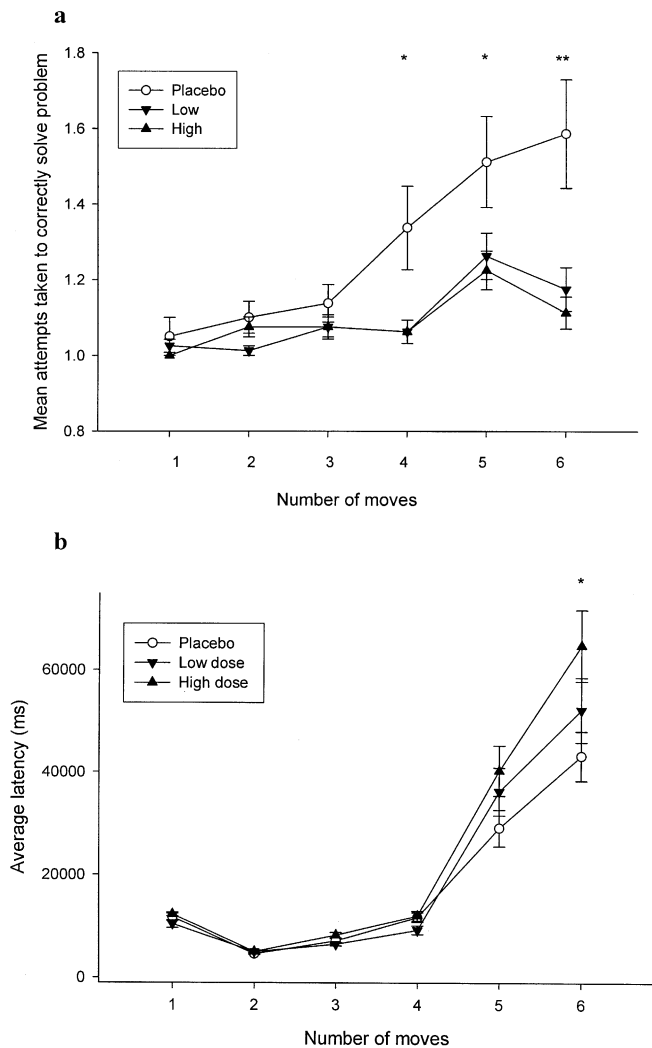 a
Mean attempts taken to correctly solve problem
1.8
1.6
1.4
1.2
1.0
0.8
Placebo
Low
High
* * **
1 2 3 4 5 6
Number of moves
b
Average latency (ms)
60000
40000
20000
0
Placebo
Low dose
High dose
*
1 2 3 4 5 6
Number of moves